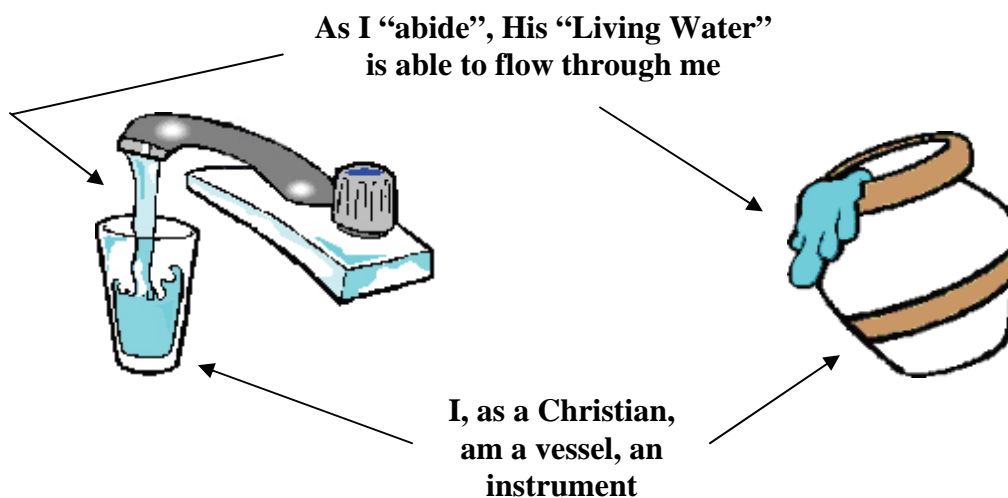 As I “abide”, His “Living Water”
is able to flow through me
I, as a Christian,
am a vessel, an
instrument